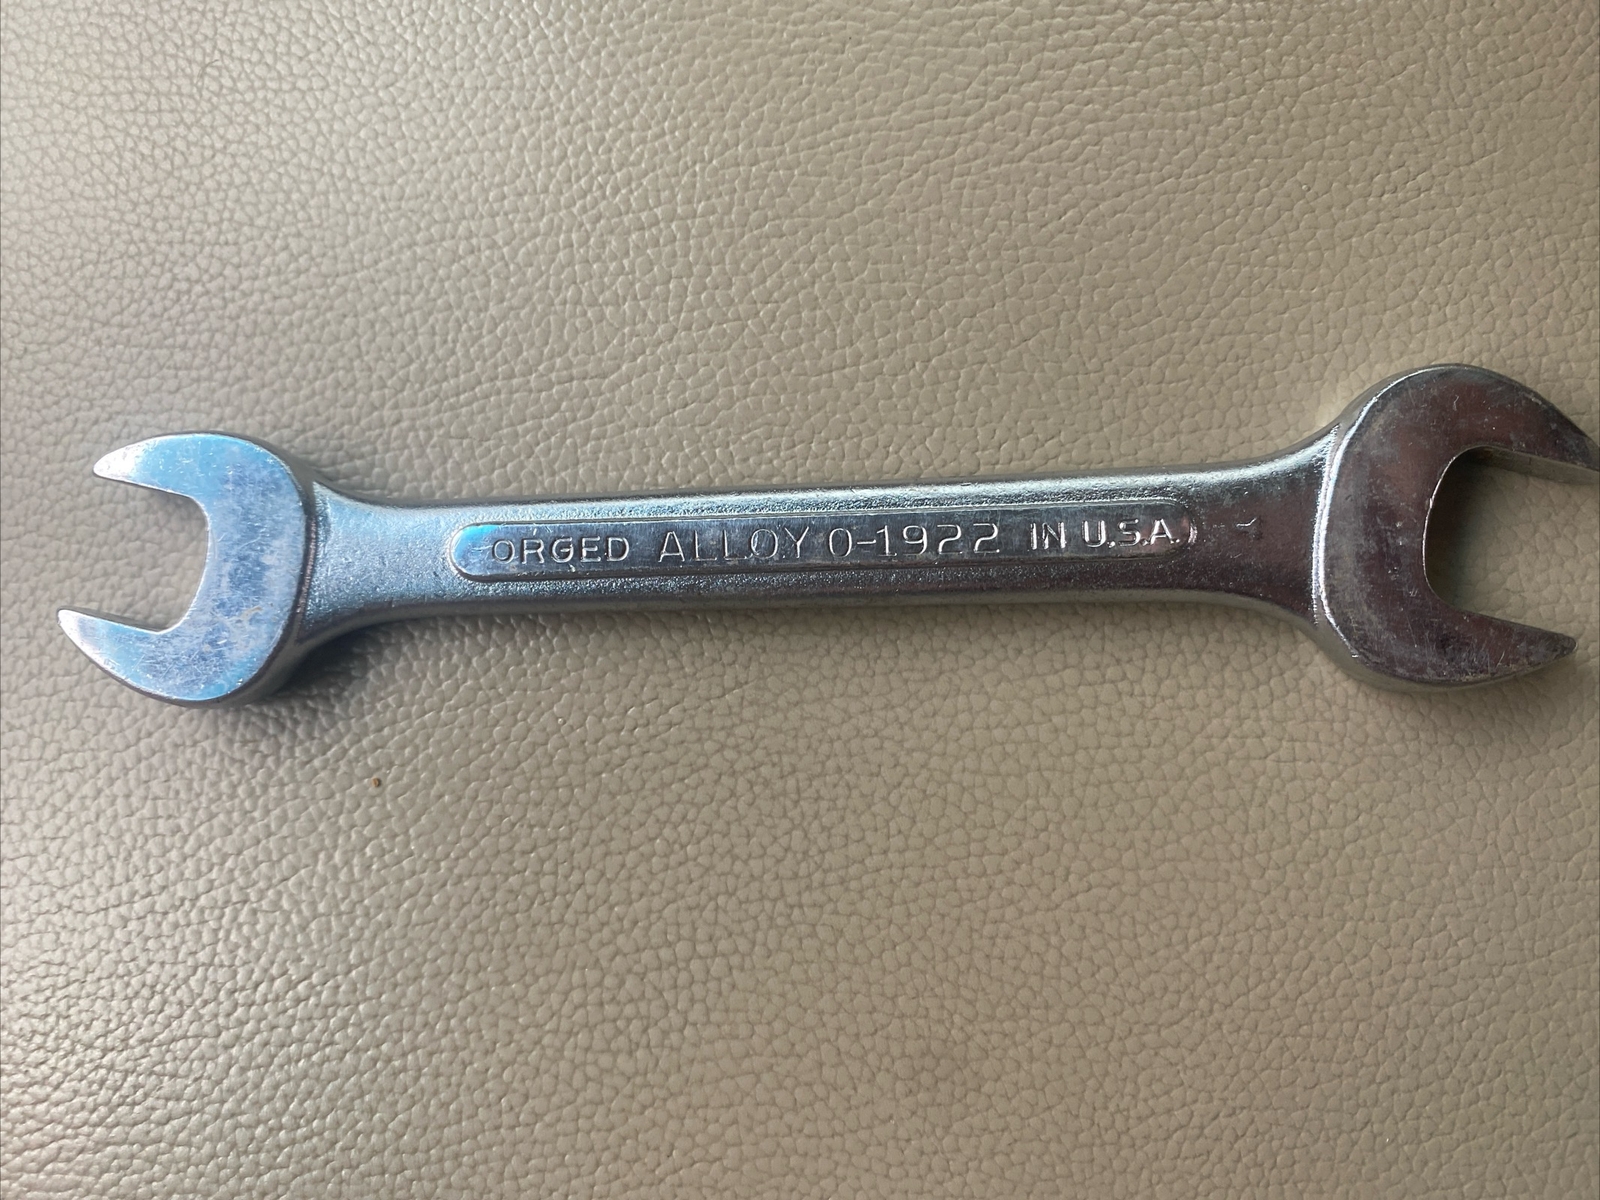 ORGED ALLOY O-1922 IN U.S.A.